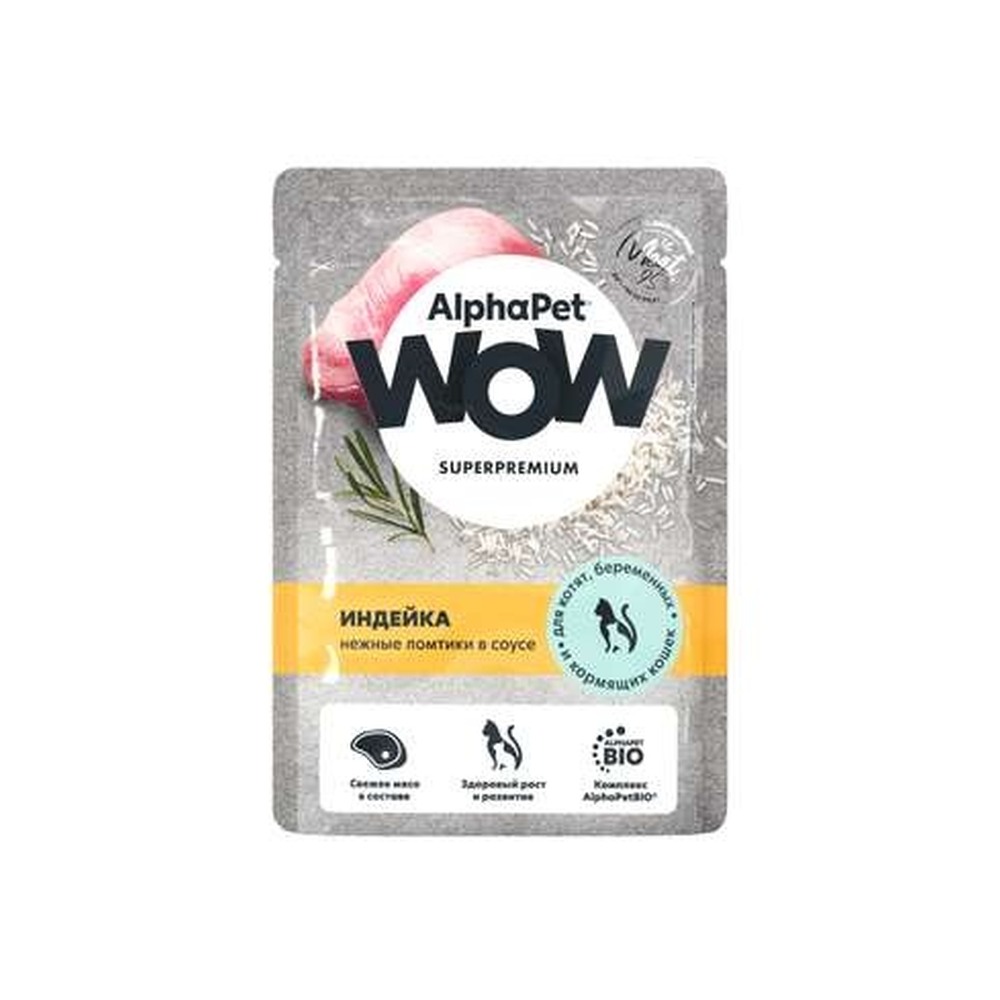 AlphaPet
WOW
SUPERPREMIUM
ИНДЕЙКА
нежные ломтики в соусе
• для котят, беременных •
и кормящих кошек
Свежее мясо
в составе
Здоровый рост
и развитие
ALPHAPET
BIO
Комплекс
AlphaPetBIO®